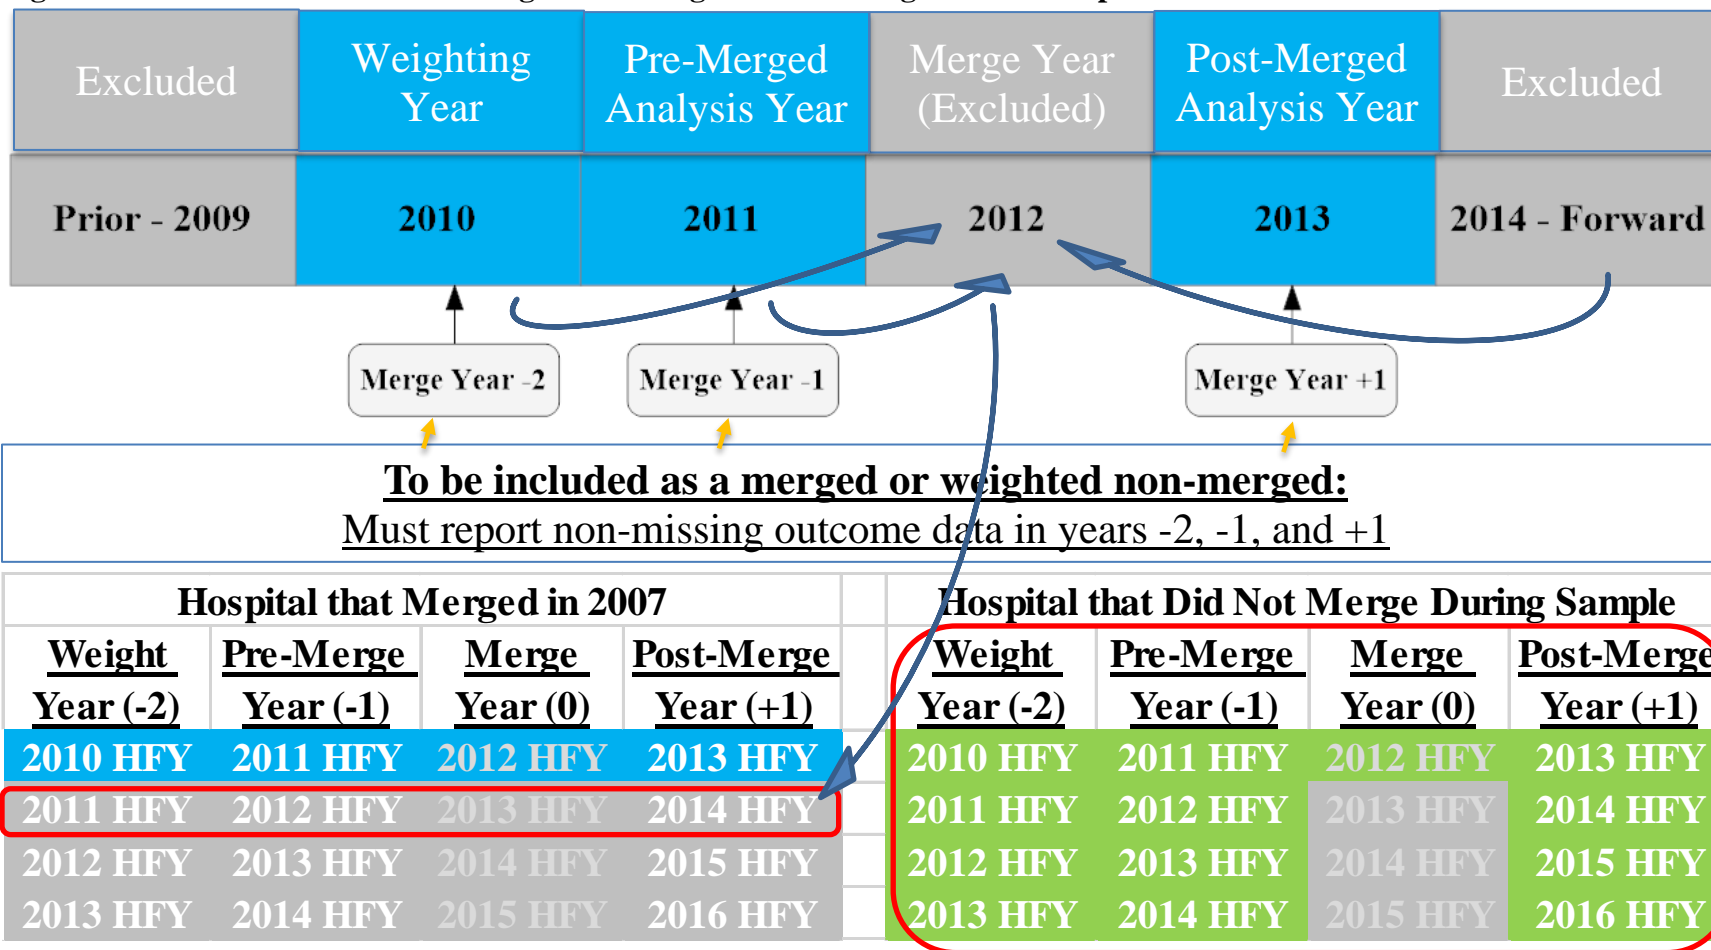 Excluded Weighting Year Pre-Merged Analysis Year Merge Year (Excluded) Post-Merged Analysis Year Excluded
Prior - 2009 2010 2011 2012 2013 2014 - Forward
Merge Year -2 Merge Year -1 Merge Year +1
To be included as a merged or weighted non-merged:
Must report non-missing outcome data in years -2, -1, and +1
Hospital that Merged in 2007 Hospital that Did Not Merge During Sample
Weight Pre-Merge Merge Post-Merge Weight Pre-Merge Merge Post-Merge
Year (-2) Year (-1) Year (0) Year (+1) Year (-2) Year (-1) Year (0) Year (+1)
2010 HFY 2011 HFY 2012 HFY 2013 HFY 2010 HFY 2011 HFY 2012 HFY 2013 HFY
2011 HFY 2012 HFY 2013 HFY 2014 HFY 2011 HFY 2012 HFY 2013 HFY 2014 HFY
2012 HFY 2013 HFY 2014 HFY 2015 HFY 2012 HFY 2013 HFY 2014 HFY 2015 HFY
2013 HFY 2014 HFY 2015 HFY 2016 HFY 2013 HFY 2014 HFY 2015 HFY 2016 HFY